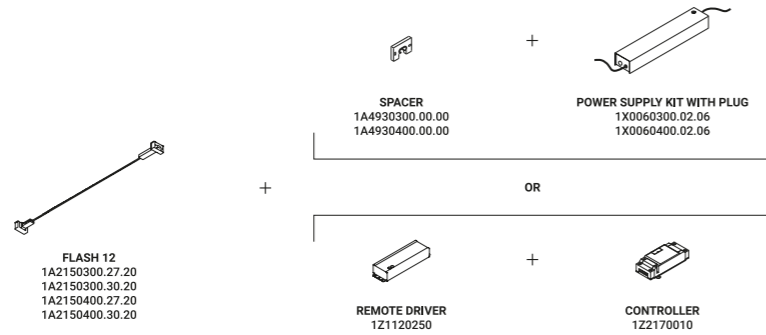 +
SPACER
1A4930300.00.00
1A4930400.00.00
POWER SUPPLY KIT WITH PLUG
1X0060300.02.06
1X0060400.02.06
+
OR
FLASH 12
1A2150300.27.20
1A2150300.30.20
1A2150400.27.20
1A2150400.30.20
+
REMOTE DRIVER
1Z1120250
CONTROLLER
1Z2170010